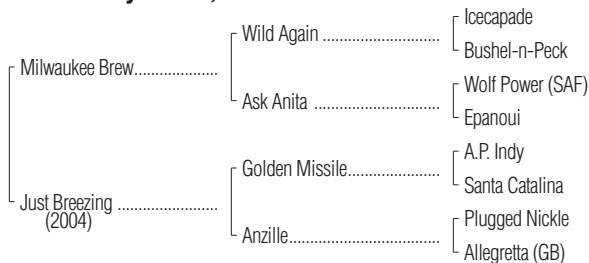 Icecapade
Wild Again
Bushel-n-Peck
Milwaukee Brew
Wolf Power (SAF)
Ask Anita
Epanoui
A.P. Indy
Golden Missile
Santa Catalina
Just Breezing
(2004)
Plugged Nickle
Anzille
Allegretta (GB)